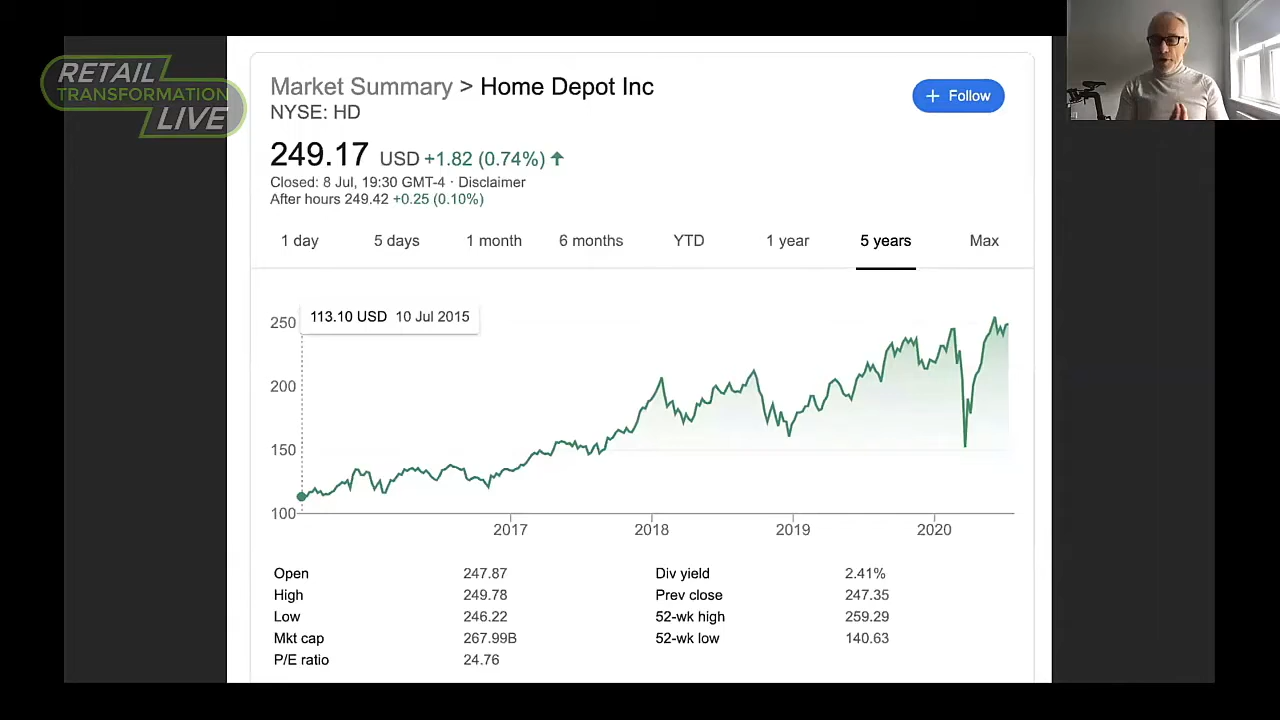 RETAIL
TRANSFORMATION
LIVE
Market Summary > Home Depot Inc
NYSE: HD
+ Follow
249.17 USD +1.82 (0.74%)
Closed: 8 Jul, 19:30 GMT-4 · Disclaimer
After hours 249.42 +0.25 (0.10%)
1 day 5 days 1 month 6 months YTD 1 year 5 years Max
113.10 USD 10 Jul 2015
250
200
150
100
2017 2018 2019 2020
Open 247.87 Div yield 2.41%
High 249.78 Prev close 247.35
Low 246.22 52-wk high 259.29
Mkt cap 267.99B 52-wk low 140.63
P/E ratio 24.76